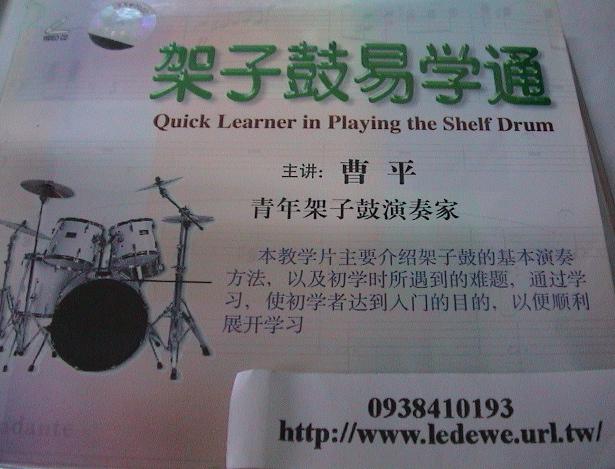 VIDEO CD
架子鼓易学通
Quick Learner in Playing the Shelf Drum
主讲: 曹 平
青年架子鼓演奏家
本教学片主要介绍架子鼓的基本演奏
方法，以及初学时所遇到的难题，通过学
习，使初学者达到入门的目的，以便顺利
展开学习
0938410193
http://www.ledewe.url.tw/